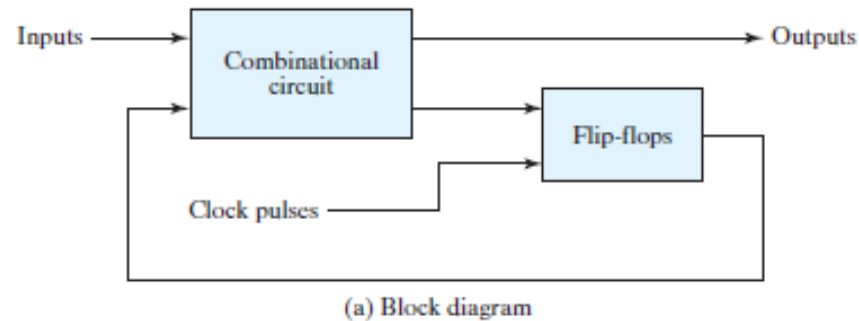 Inputs
Combinational
circuit
Outputs
Flip-flops
Clock pulses
(a) Block diagram